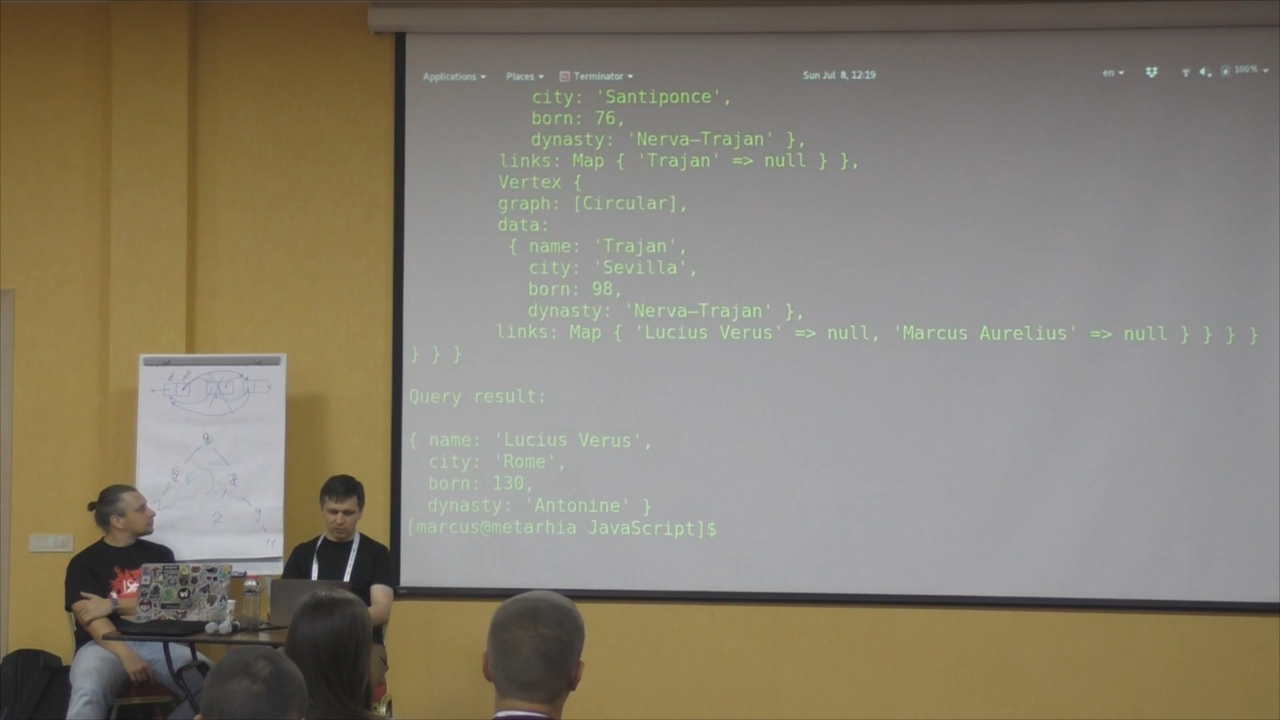 Applications Places Terminator Sun Jul 8, 12:19 en 100%
city: 'Santiponce',
born: 76,
dynasty: 'Nerva–Trajan' },
links: Map { 'Trajan' => null } },
Vertex {
graph: [Circular],
data:
{ name: 'Trajan',
city: 'Sevilla',
born: 98,
dynasty: 'Nerva–Trajan' },
links: Map { 'Lucius Verus' => null, 'Marcus Aurelius' => null } } } }
} } }
Query result:
{ name: 'Lucius Verus',
city: 'Rome',
born: 130,
dynasty: 'Antonine' }
[marcus@metarhia JavaScript]$